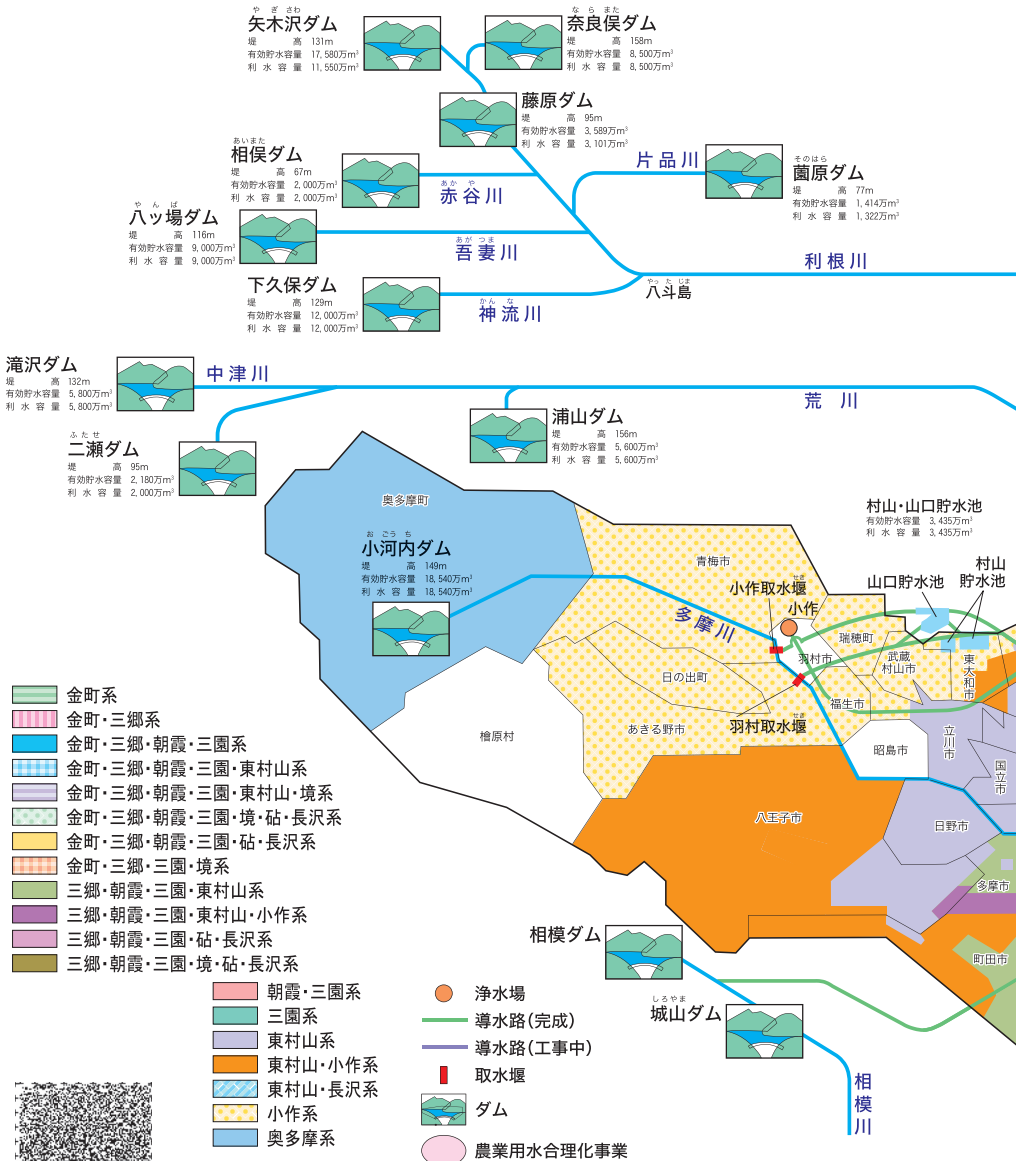 やぎさわ
矢木沢ダム
堤高 131m
有効貯水容量 17,580万m³
利水容量 11,550万m³
ならまた
奈良俣ダム
堤高 158m
有効貯水容量 8,500万m³
利水容量 8,500万m³
藤原ダム
堤高 95m
有効貯水容量 3,589万m³
利水容量 3,101万m³
あいまた
相俣ダム
堤高 67m
有効貯水容量 2,000万m³
利水容量 2,000万m³
あかや
赤谷川
片品川
そのはら
薗原ダム
堤高 77m
有効貯水容量 1,414万m³
利水容量 1,322万m³
やんば
八ッ場ダム
堤高 116m
有効貯水容量 9,000万m³
利水容量 9,000万m³
あがつま
吾妻川
利根川
下久保ダム
堤高 129m
有効貯水容量 12,000万m³
利水容量 12,000万m³
かんな
神流川
やったじま
八斗島
滝沢ダム
堤高 132m
有効貯水容量 5,800万m³
利水容量 5,800万m³
中津川
荒川
ふたせ
二瀬ダム
堤高 95m
有効貯水容量 2,180万m³
利水容量 2,000万m³
浦山ダム
堤高 156m
有効貯水容量 5,600万m³
利水容量 5,600万m³
奥多摩町
おごうち
小河内ダム
堤高 149m
有効貯水容量 18,540万m³
利水容量 18,540万m³
村山・山口貯水池
有効貯水容量 3,435万m³
利水容量 3,435万m³
山口貯水池
村山
貯水池
青梅市
せき
小作取水堰
小作
多摩川
羽村市
瑞穂町
武蔵
村山市
東大和市
日の出町
福生市
あきる野市
せき
羽村取水堰
檜原村
昭島市
立川市
国立市
八王子市
日野市
多摩市
町田市
相模ダム
しろやま
城山ダム
相模川
金町系
金町・三郷系
金町・三郷・朝霞・三園系
金町・三郷・朝霞・三園・東村山系
金町・三郷・朝霞・三園・東村山・境系
金町・三郷・朝霞・三園・境・砧・長沢系
金町・三郷・朝霞・三園・砧・長沢系
金町・三郷・三園・境系
三郷・朝霞・三園・東村山系
三郷・朝霞・三園・東村山・小作系
三郷・朝霞・三園・砧・長沢系
三郷・朝霞・三園・境・砧・長沢系
朝霞・三園系
三園系
東村山系
東村山・小作系
東村山・長沢系
小作系
奥多摩系
浄水場
導水路(完成)
導水路(工事中)
取水堰
ダム
農業用水合理化事業